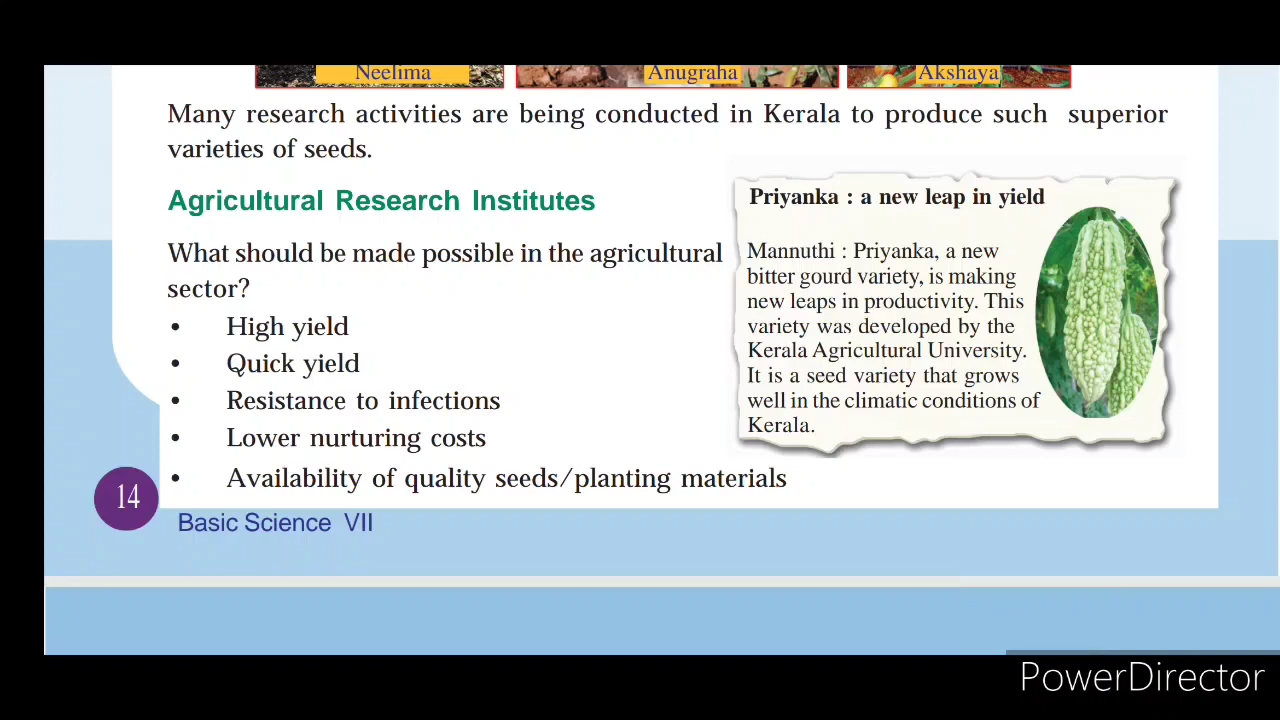 Neelima
Anugraha
Akshaya
Many research activities are being conducted in Kerala to produce such superior
varieties of seeds.
Agricultural Research Institutes
What should be made possible in the agricultural
sector?
• High yield
• Quick yield
• Resistance to infections
• Lower nurturing costs
• Availability of quality seeds/planting materials
Priyanka : a new leap in yield
Mannuthi : Priyanka, a new
bitter gourd variety, is making
new leaps in productivity. This
variety was developed by the
Kerala Agricultural University.
It is a seed variety that grows
well in the climatic conditions of
Kerala.
14
Basic Science VII
PowerDirector